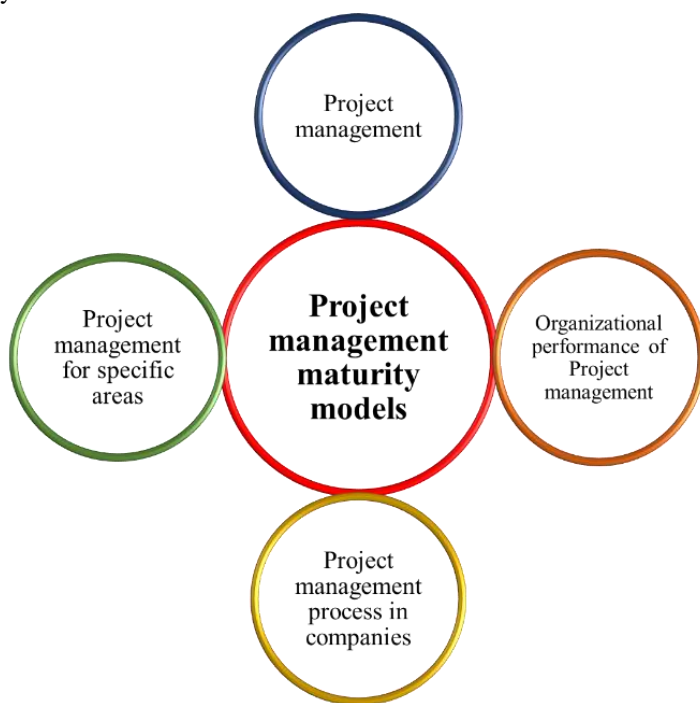 Project
management
Project
management
for specific
areas
Project
management
maturity
models
Organizational
performance of
Project
management
Project
management
process in
companies